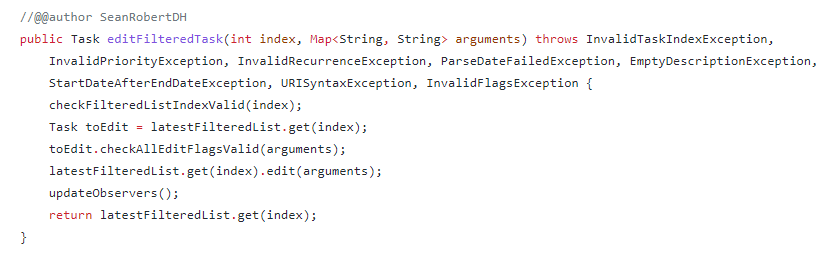 //@@author SeanRobertDH
public Task editFilteredTask(int index, Map<String, String> arguments) throws InvalidTaskIndexException,
InvalidPriorityException, InvalidRecurrenceException, ParseDateFailedException, EmptyDescriptionException,
StartDateAfterEndDateException, URISyntaxException, InvalidFlagsException {
checkFilteredListIndexValid(index);
Task toEdit = latestFilteredList.get(index);
toEdit.checkAllEditFlagsValid(arguments);
latestFilteredList.get(index).edit(arguments);
updateObservers();
return latestFilteredList.get(index);
}